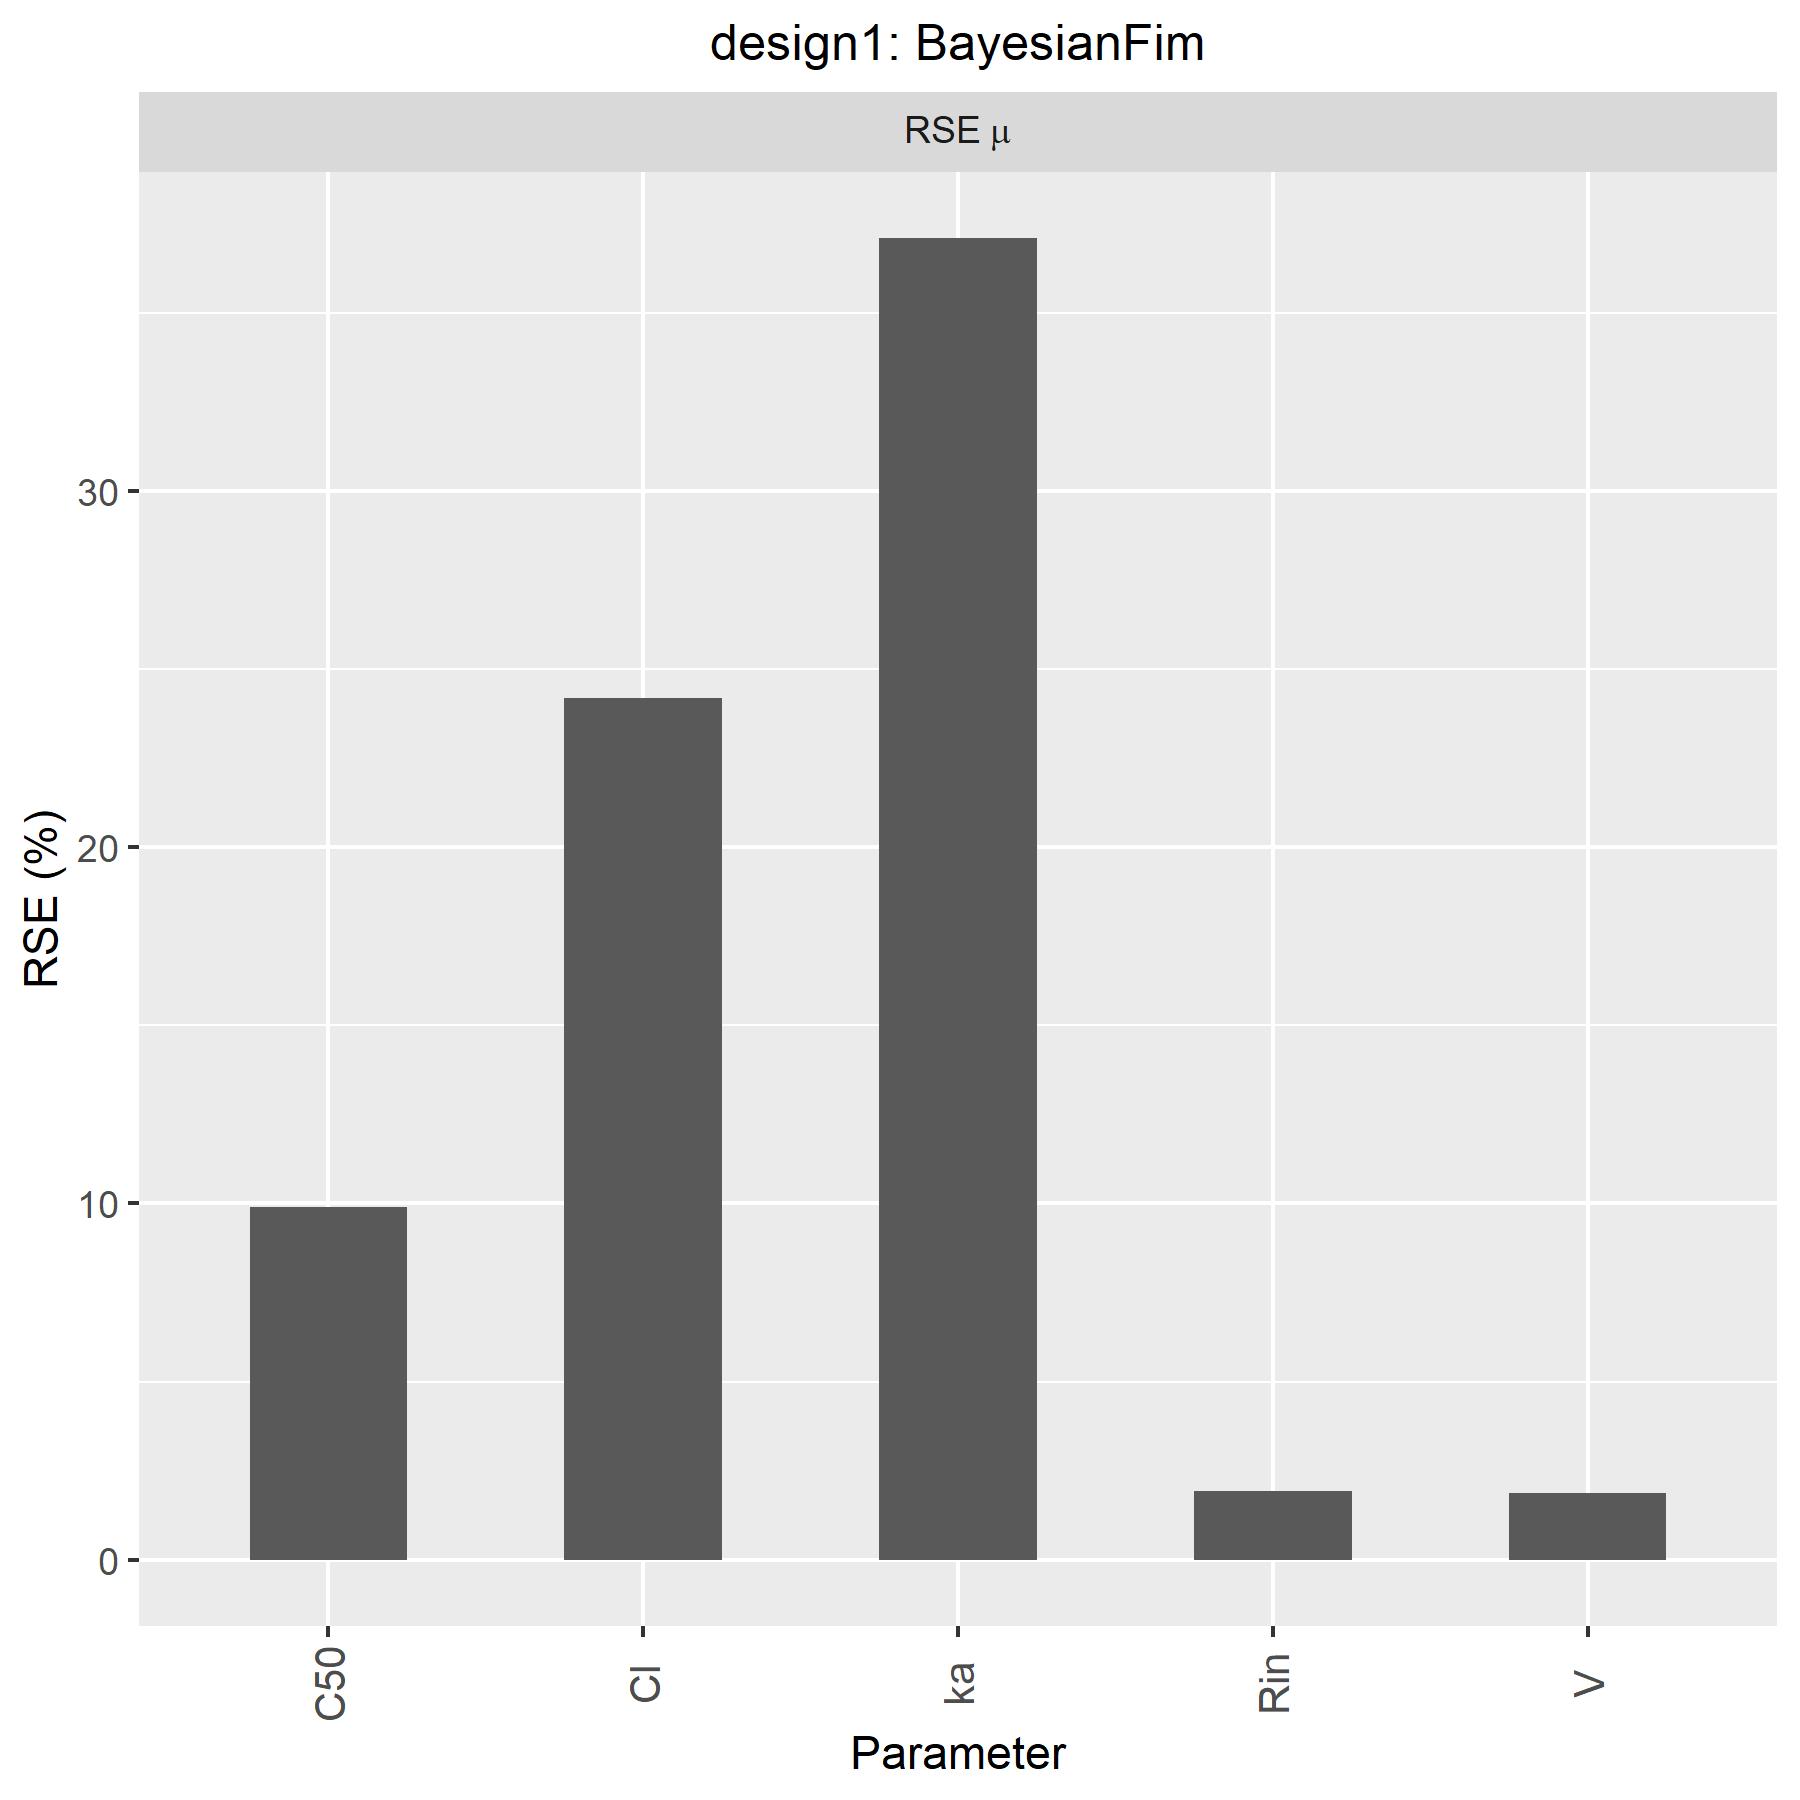 design1: BayesianFim
RSE μ
RSE (%)
30
20
10
0
C50
Cl
ka
Rin
V
Parameter